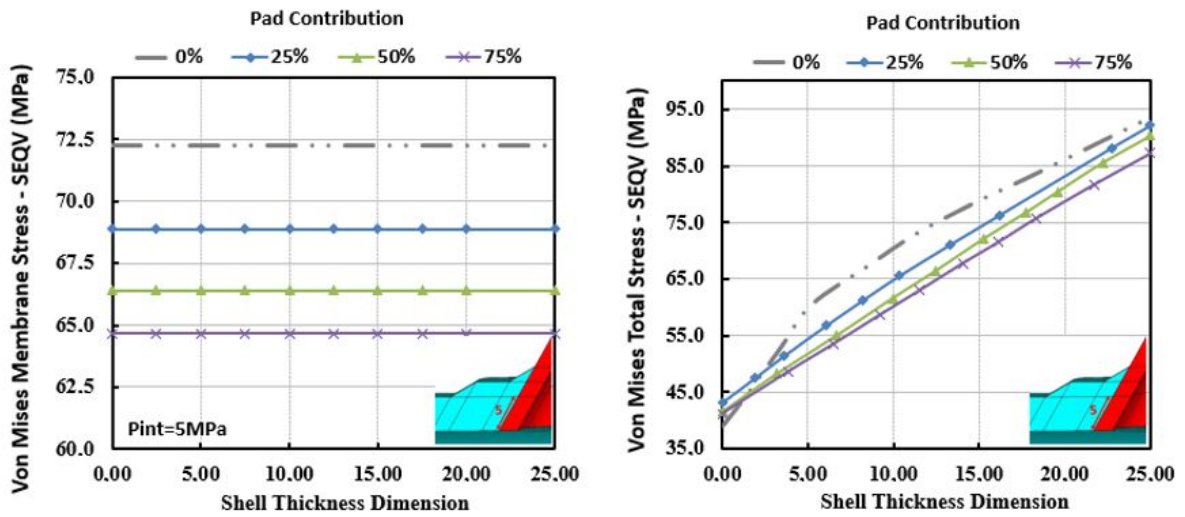 Pad Contribution
0% 25% 50% 75%
Von Mises Membrane Stress - SEQV (MPa)
75.0
72.5
70.0
67.5
65.0
62.5
60.0
Pint=5MPa
5
0.00 5.00 10.00 15.00 20.00 25.00
Shell Thickness Dimension
Pad Contribution
0% 25% 50% 75%
Von Mises Total Stress - SEQV (MPa)
95.0
85.0
75.0
65.0
55.0
45.0
35.0
5
0.00 5.00 10.00 15.00 20.00 25.00
Shell Thickness Dimension